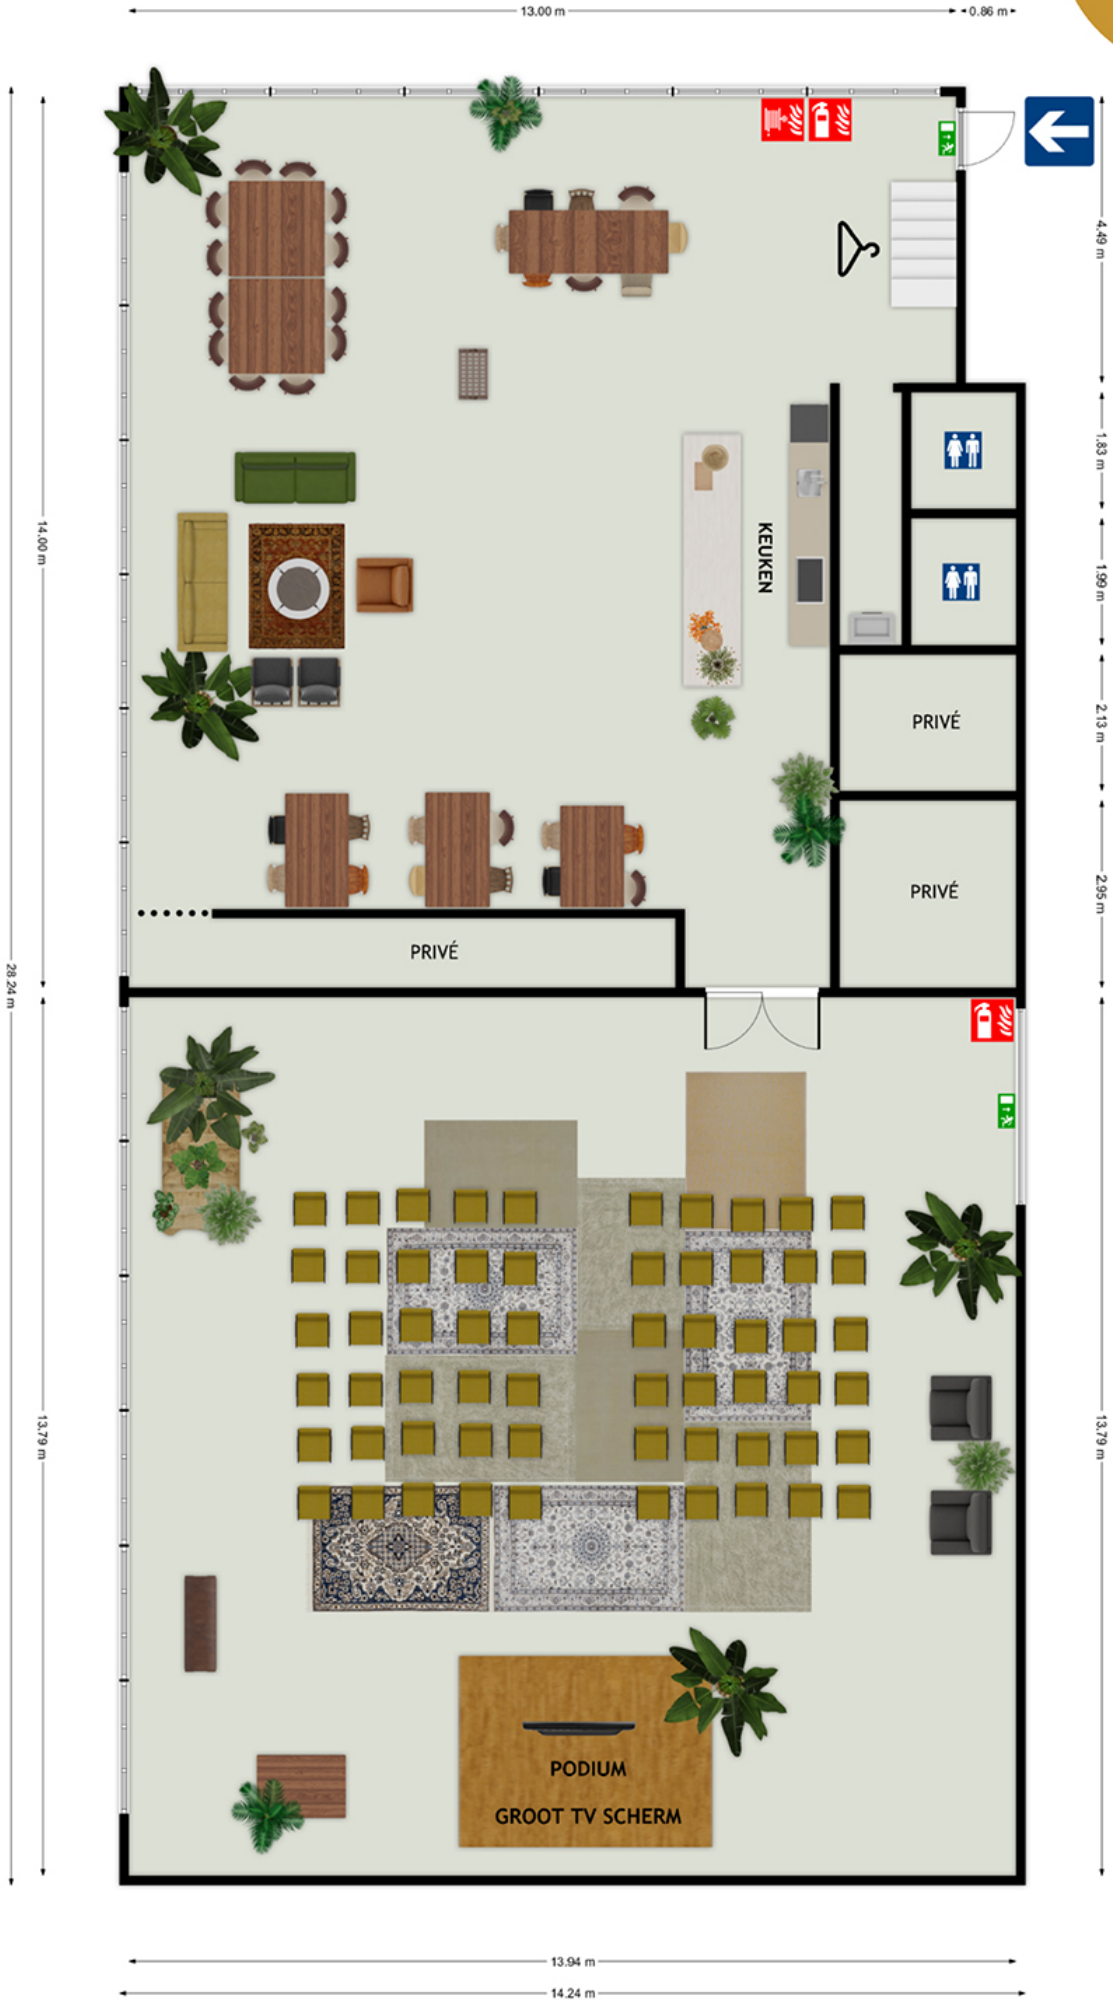 13.00 m
0.86 m
4.49 m
1.83 m
14.00 m
KEUKEN
1.99 m
PRIVÉ
2.13 m
PRIVÉ
2.95 m
PRIVÉ
28.24 m
13.79 m
13.79 m
PODIUM
GROOT TV SCHERM
13.94 m
14.24 m